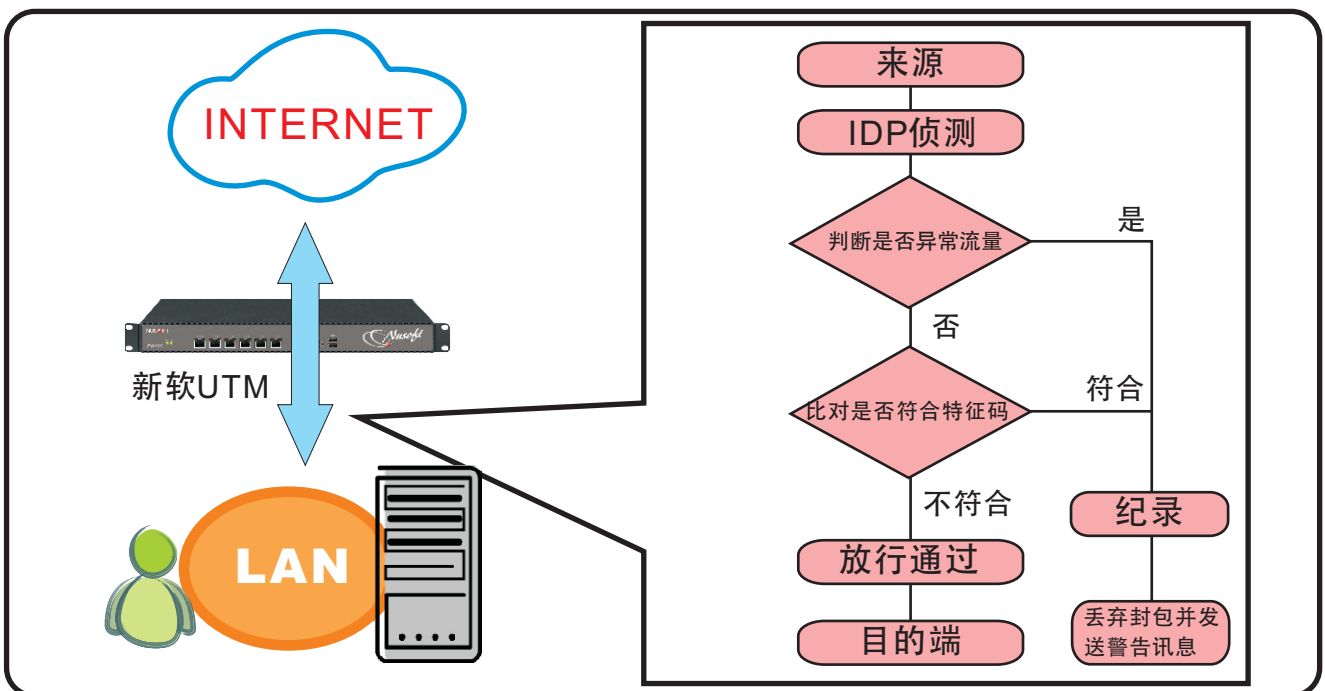 INTERNET
Nusoft
新软UTM
LAN
来源
IDP侦测
判断是否异常流量
是
否
比对是否符合特征码
符合
不符合
放行通过
目的端
纪录
丢弃封包并发
送警告讯息